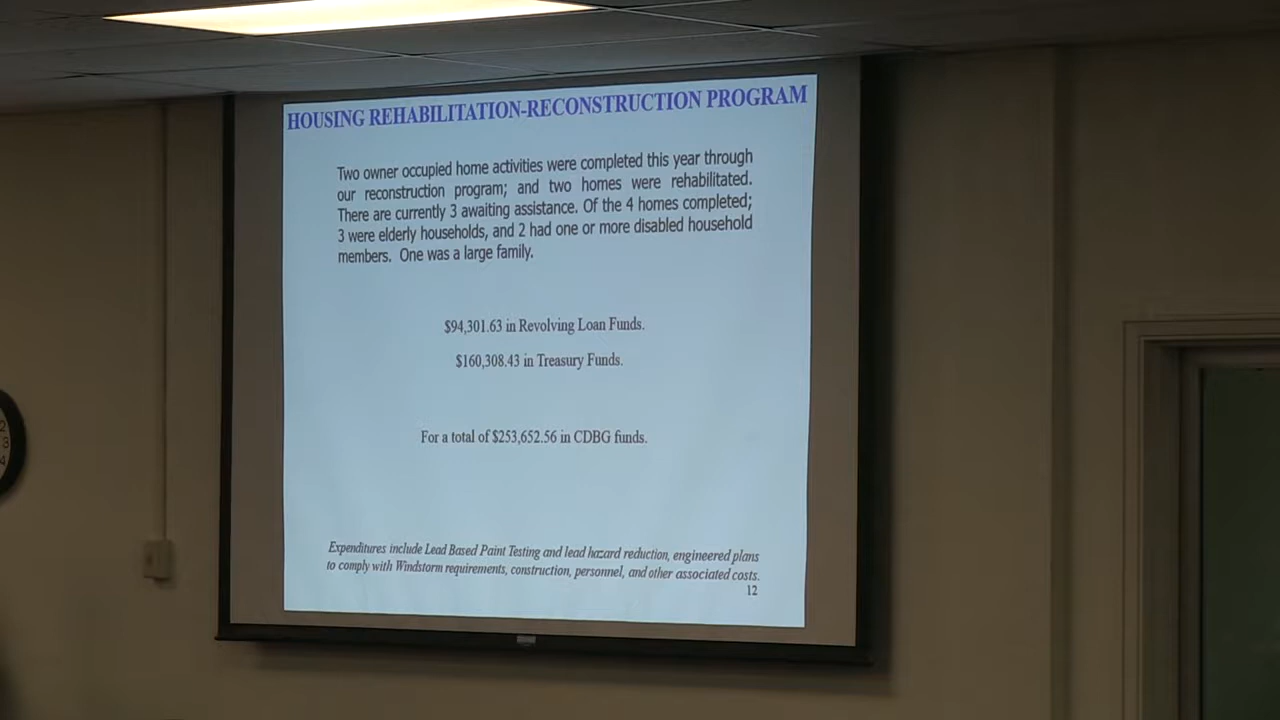 HOUSING REHABILITATION-RECONSTRUCTION PROGRAM
Two owner occupied home activities were completed this year through
our reconstruction program; and two homes were rehabilitated.
There are currently 3 awaiting assistance. Of the 4 homes completed;
3 were elderly households, and 2 had one or more disabled household
members. One was a large family.
$94,301.63 in Revolving Loan Funds.
$160,308.43 in Treasury Funds.
For a total of $253,652.56 in CDBG funds.
Expenditures include Lead Based Paint Testing and lead hazard reduction, engineered plans
to comply with Windstorm requirements, construction, personnel, and other associated costs.
12
2
3
4